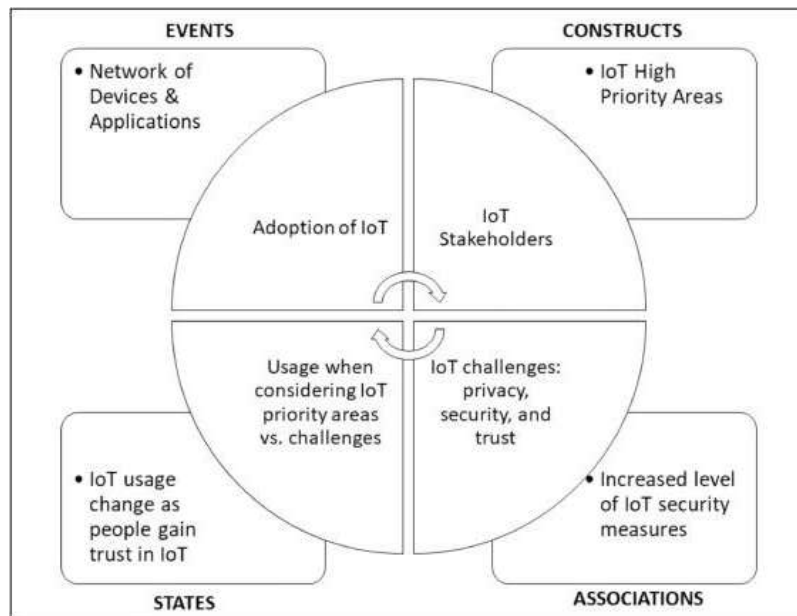 EVENTS
• Network of
Devices &
Applications
CONSTRUCTS
• IoT High
Priority Areas
Adoption of IoT
IoT
Stakeholders
Usage when
considering IoT
priority areas
vs. challenges
IoT challenges:
privacy,
security, and
trust
• IoT usage
change as
people gain
trust in IoT
STATES
• Increased level
of IoT security
measures
ASSOCIATIONS